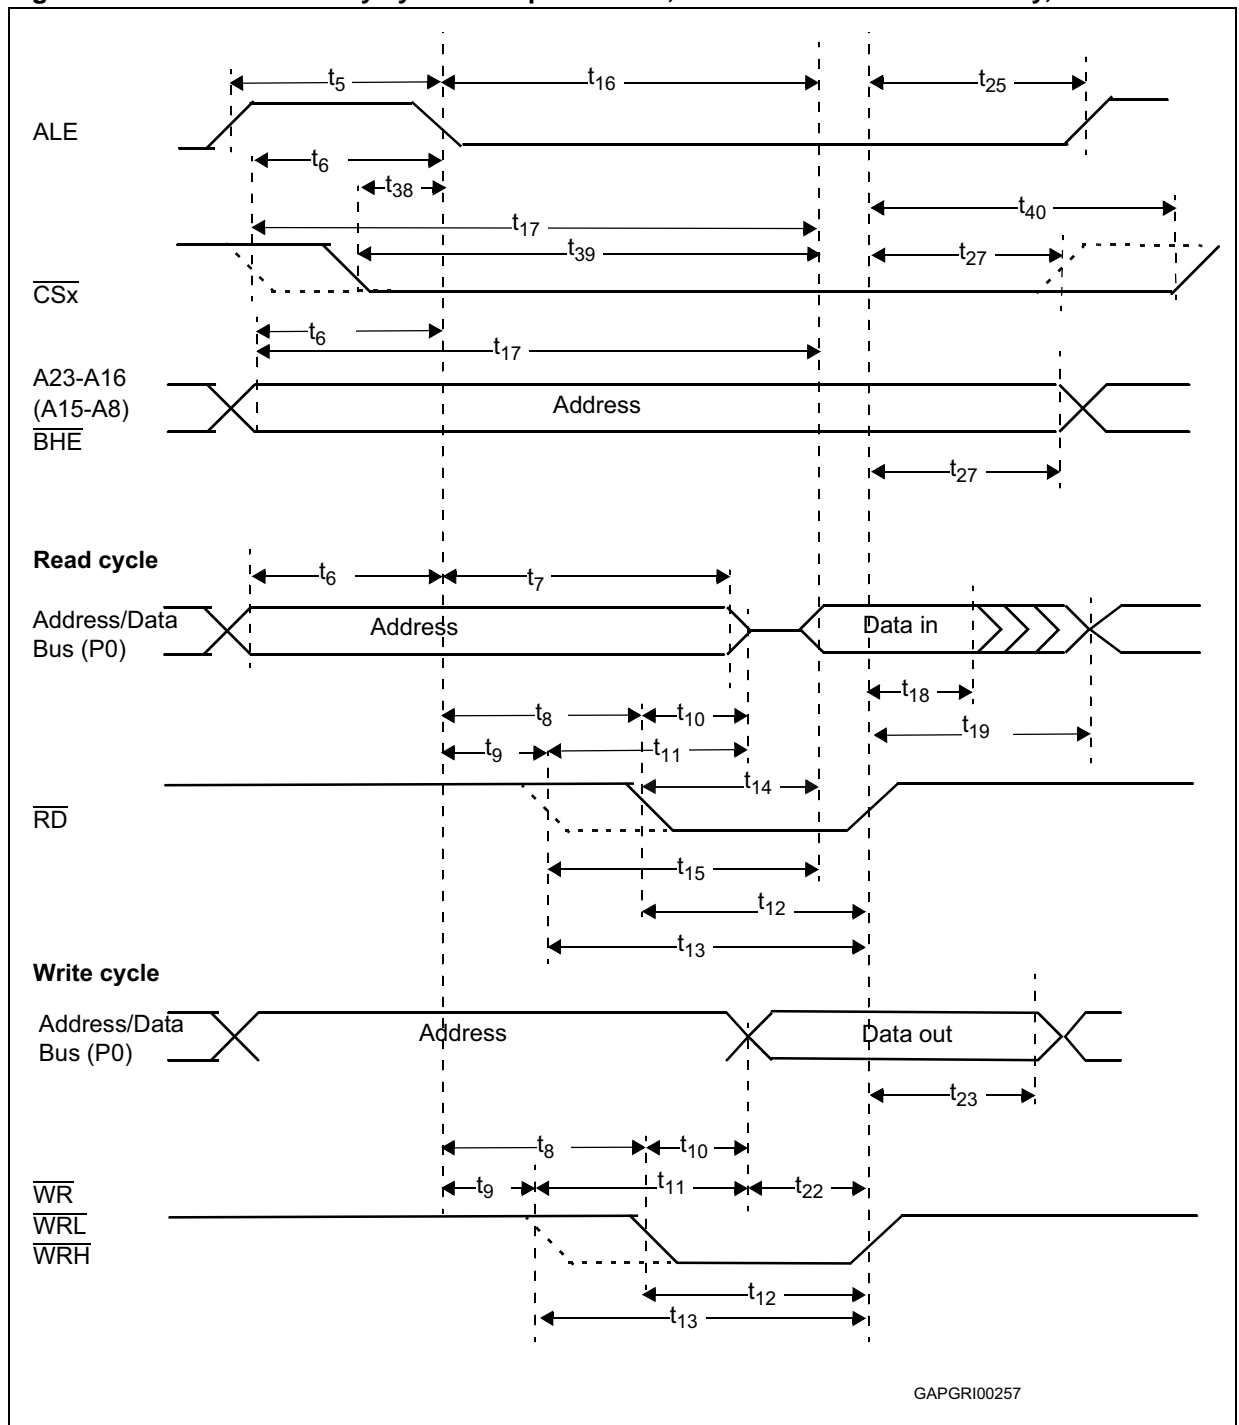 t5
t16
t25
ALE
t6
t38
t40
t17
t39
t27
CSx
t6
t17
A23-A16
(A15-A8)
BHE
Address
t27
Read cycle
t6
t7
Address/Data
Bus (P0)
Address
Data in
t18
t8
t10
t19
t9
t11
t14
RD
t15
t12
t13
Write cycle
Address/Data
Bus (P0)
Address
Data out
t23
t8
t10
t9
t11
t22
WR
WRL
WRH
t12
t13
GAPGRI00257